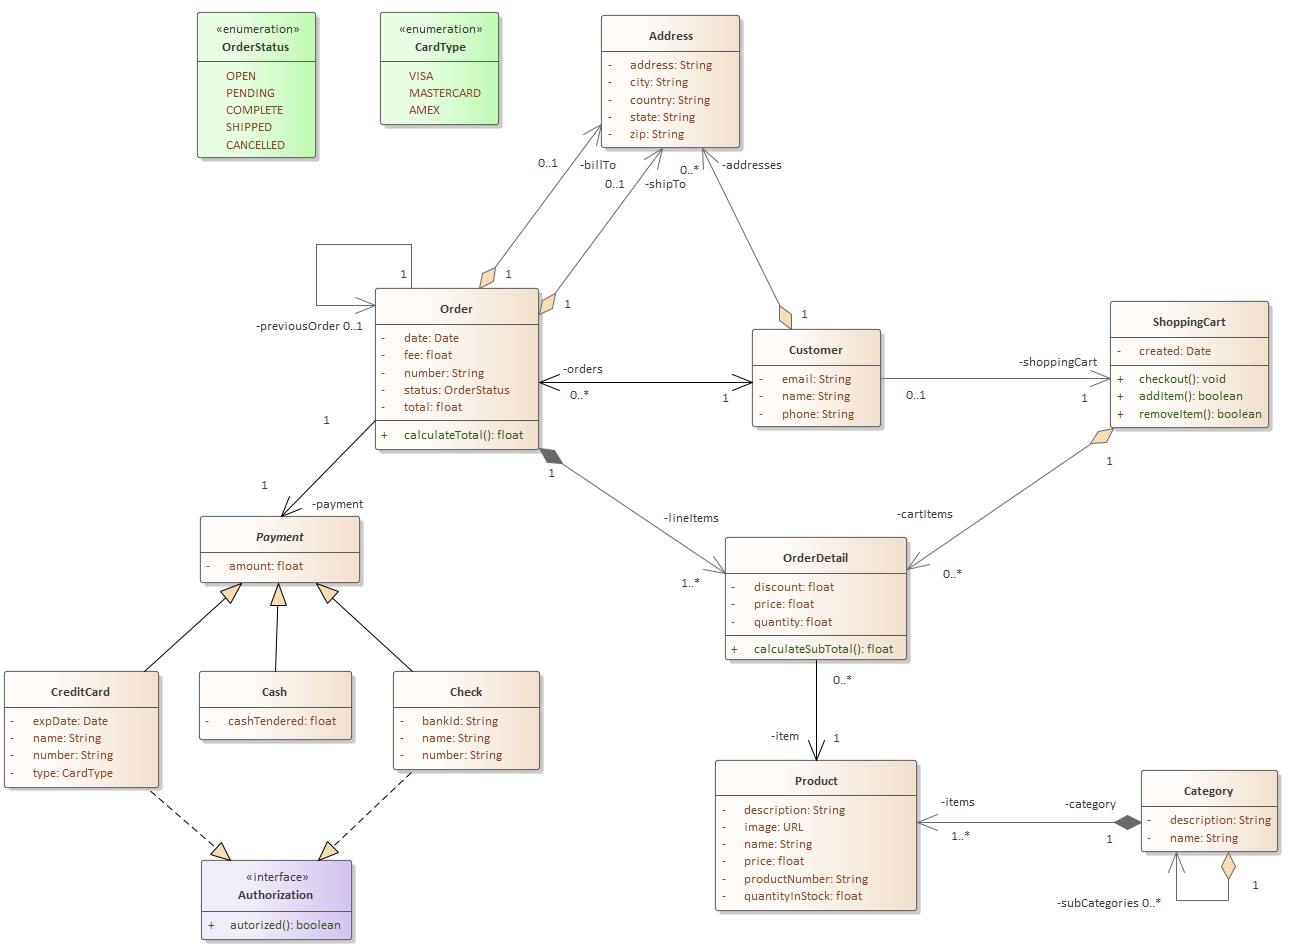 «enumeration»
OrderStatus
OPEN
PENDING
COMPLETE
SHIPPED
CANCELLED
«enumeration»
CardType
VISA
MASTERCARD
AMEX
Address
- address: String
- city: String
- country: String
- state: String
- zip: String
0..1
-billTo
0..1
-shipTo
0..*
-addresses
1
1
1
1
-previousOrder 0..1
Order
- date: Date
- fee: float
- number: String
- status: OrderStatus
- total: float
+ calculateTotal(): float
-orders
0..*
1
Customer
- email: String
- name: String
- phone: String
-shoppingCart
0..1
1
ShoppingCart
- created: Date
+ checkout(): void
+ addItem(): boolean
+ removeItem(): boolean
1
1
-payment
1
-lineItems
1..*
1
-cartItems
0..*
Payment
- amount: float
OrderDetail
- discount: float
- price: float
- quantity: float
+ calculateSubTotal(): float
CreditCard
- expDate: Date
- name: String
- number: String
- type: CardType
Cash
- cashTendered: float
Check
- bankId: String
- name: String
- number: String
0..*
-item
1
Product
- description: String
- image: URL
- name: String
- price: float
- productNumber: String
- quantityInStock: float
-items
1..*
-category
1
Category
- description: String
- name: String
1
-subCategories 0..*
«interface»
Authorization
+ autorized(): boolean